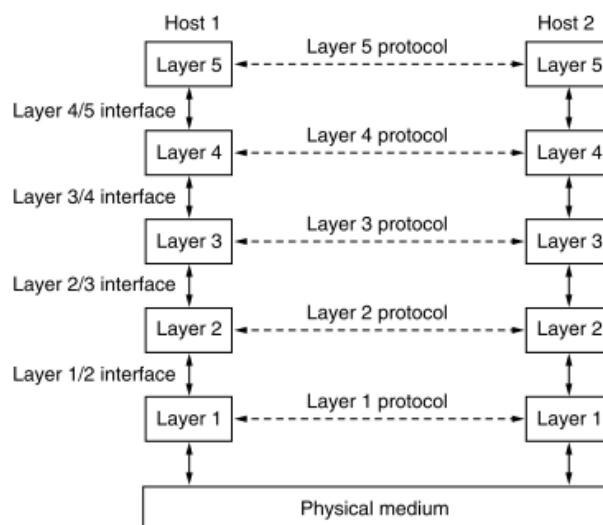 Host 1
Host 2
Layer 5 protocol
Layer 5
Layer 5
Layer 4/5 interface
Layer 4 protocol
Layer 4
Layer 4
Layer 3/4 interface
Layer 3 protocol
Layer 3
Layer 3
Layer 2/3 interface
Layer 2 protocol
Layer 2
Layer 2
Layer 1/2 interface
Layer 1 protocol
Layer 1
Layer 1
Physical medium